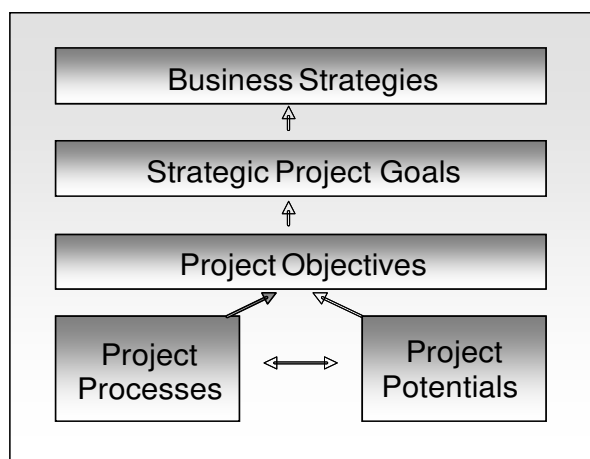 Business Strategies
Strategic Project Goals
Project Objectives
Project
Processes
Project
Potentials